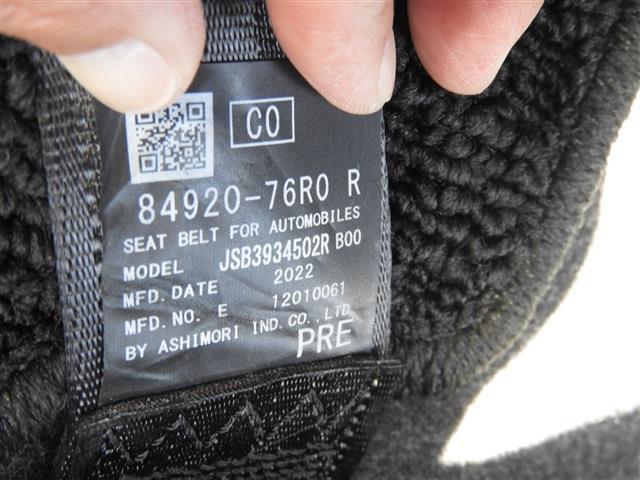 CO
84920-76R0 R
SEAT BELT FOR AUTOMOBILES
MODEL JSB3934502R B00
MFD.DATE 2022
MFD.NO. E 12010061
BY ASHIMORI IND.CO.,LTD
PRE